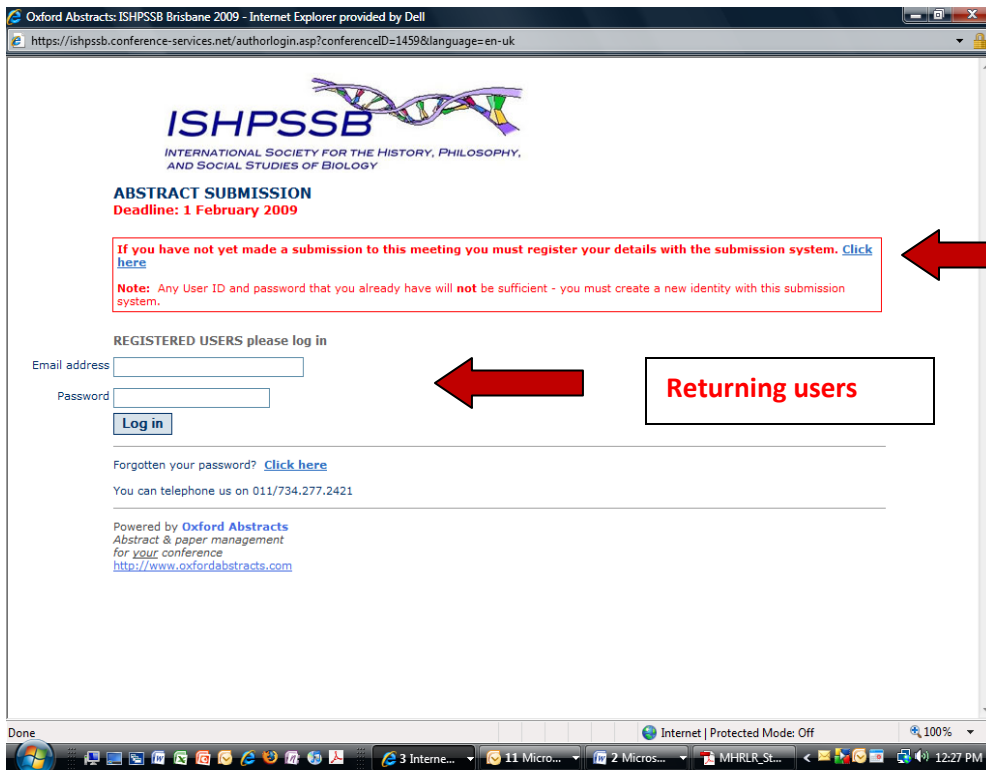 Oxford Abstracts: ISHPSSB Brisbane 2009 - Internet Explorer provided by Dell
https://ishpssb.conference-services.net/authorlogin.asp?conferenceID=1459&language=en-uk
ISHPSSB
INTERNATIONAL SOCIETY FOR THE HISTORY, PHILOSOPHY,
AND SOCIAL STUDIES OF BIOLOGY
ABSTRACT SUBMISSION
Deadline: 1 February 2009
If you have not yet made a submission to this meeting you must register your details with the submission system. Click
here
Note: Any User ID and password that you already have will not be sufficient - you must create a new identity with this submission
system.
REGISTERED USERS please log in
Email address
Returning users
Password
Log in
Forgotten your password? Click here
You can telephone us on 011/734.277.2421
Powered by Oxford Abstracts
Abstract & paper management
for your conference
http://www.oxfordabstracts.com
Done
Internet | Protected Mode: Off
100%
3 Interne...
11 Micro...
2 Micros...
MHRLR_St...
12:27 PM